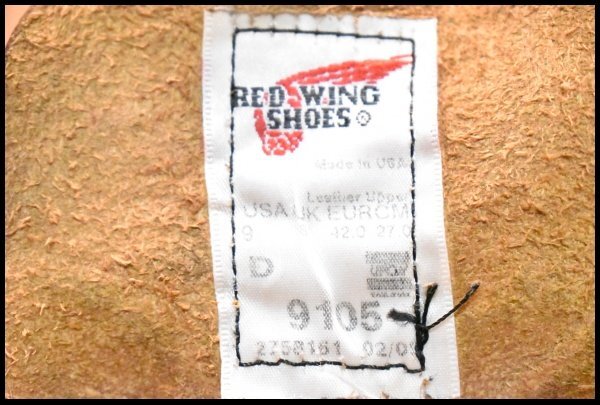 RED WING
SHOES ®
Made in USA
Leather Upper
USA UK EUR CM
9 42.0 27.0
D
9105
2758161 02/09